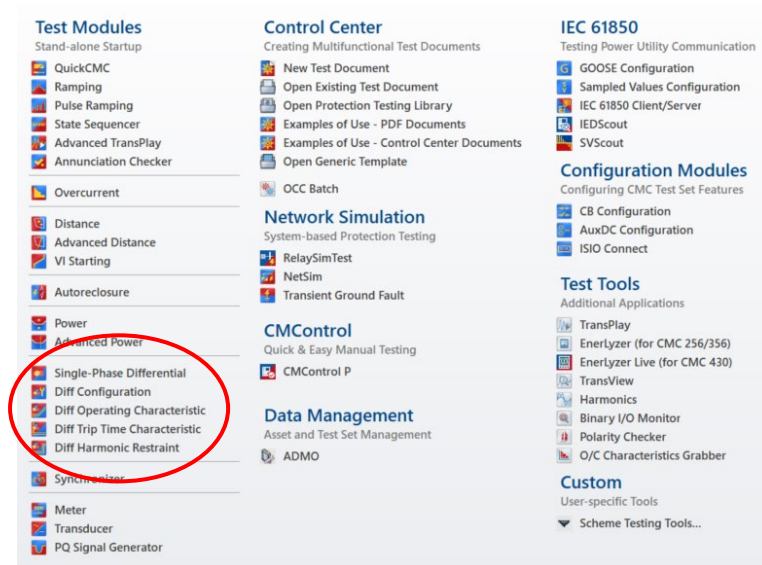 Test Modules
Stand-alone Startup
QuickCMC
Ramping
Pulse Ramping
State Sequencer
Advanced TransPlay
Annunciation Checker
Overcurrent
Distance
Advanced Distance
VI Starting
Autoreclosure
Power
Advanced Power
Single-Phase Differential
Diff Configuration
Diff Operating Characteristic
Diff Trip Time Characteristic
Diff Harmonic Restraint
Synchronizer
Meter
Transducer
PQ Signal Generator
Control Center
Creating Multifunctional Test Documents
New Test Document
Open Existing Test Document
Open Protection Testing Library
Examples of Use - PDF Documents
Examples of Use - Control Center Documents
Open Generic Template
OCC Batch
Network Simulation
System-based Protection Testing
RelaySimTest
NetSim
Transient Ground Fault
CMControl
Quick & Easy Manual Testing
CMControl P
Data Management
Asset and Test Set Management
ADMO
IEC 61850
Testing Power Utility Communication
GOOSE Configuration
Sampled Values Configuration
IEC 61850 Client/Server
IEDScout
SVScout
Configuration Modules
Configuring CMC Test Set Features
CB Configuration
AuxDC Configuration
ISIO Connect
Test Tools
Additional Applications
TransPlay
EnerLyzer (for CMC 256/356)
EnerLyzer Live (for CMC 430)
TransView
Harmonics
Binary I/O Monitor
Polarity Checker
O/C Characteristics Grabber
Custom
User-specific Tools
Scheme Testing Tools...